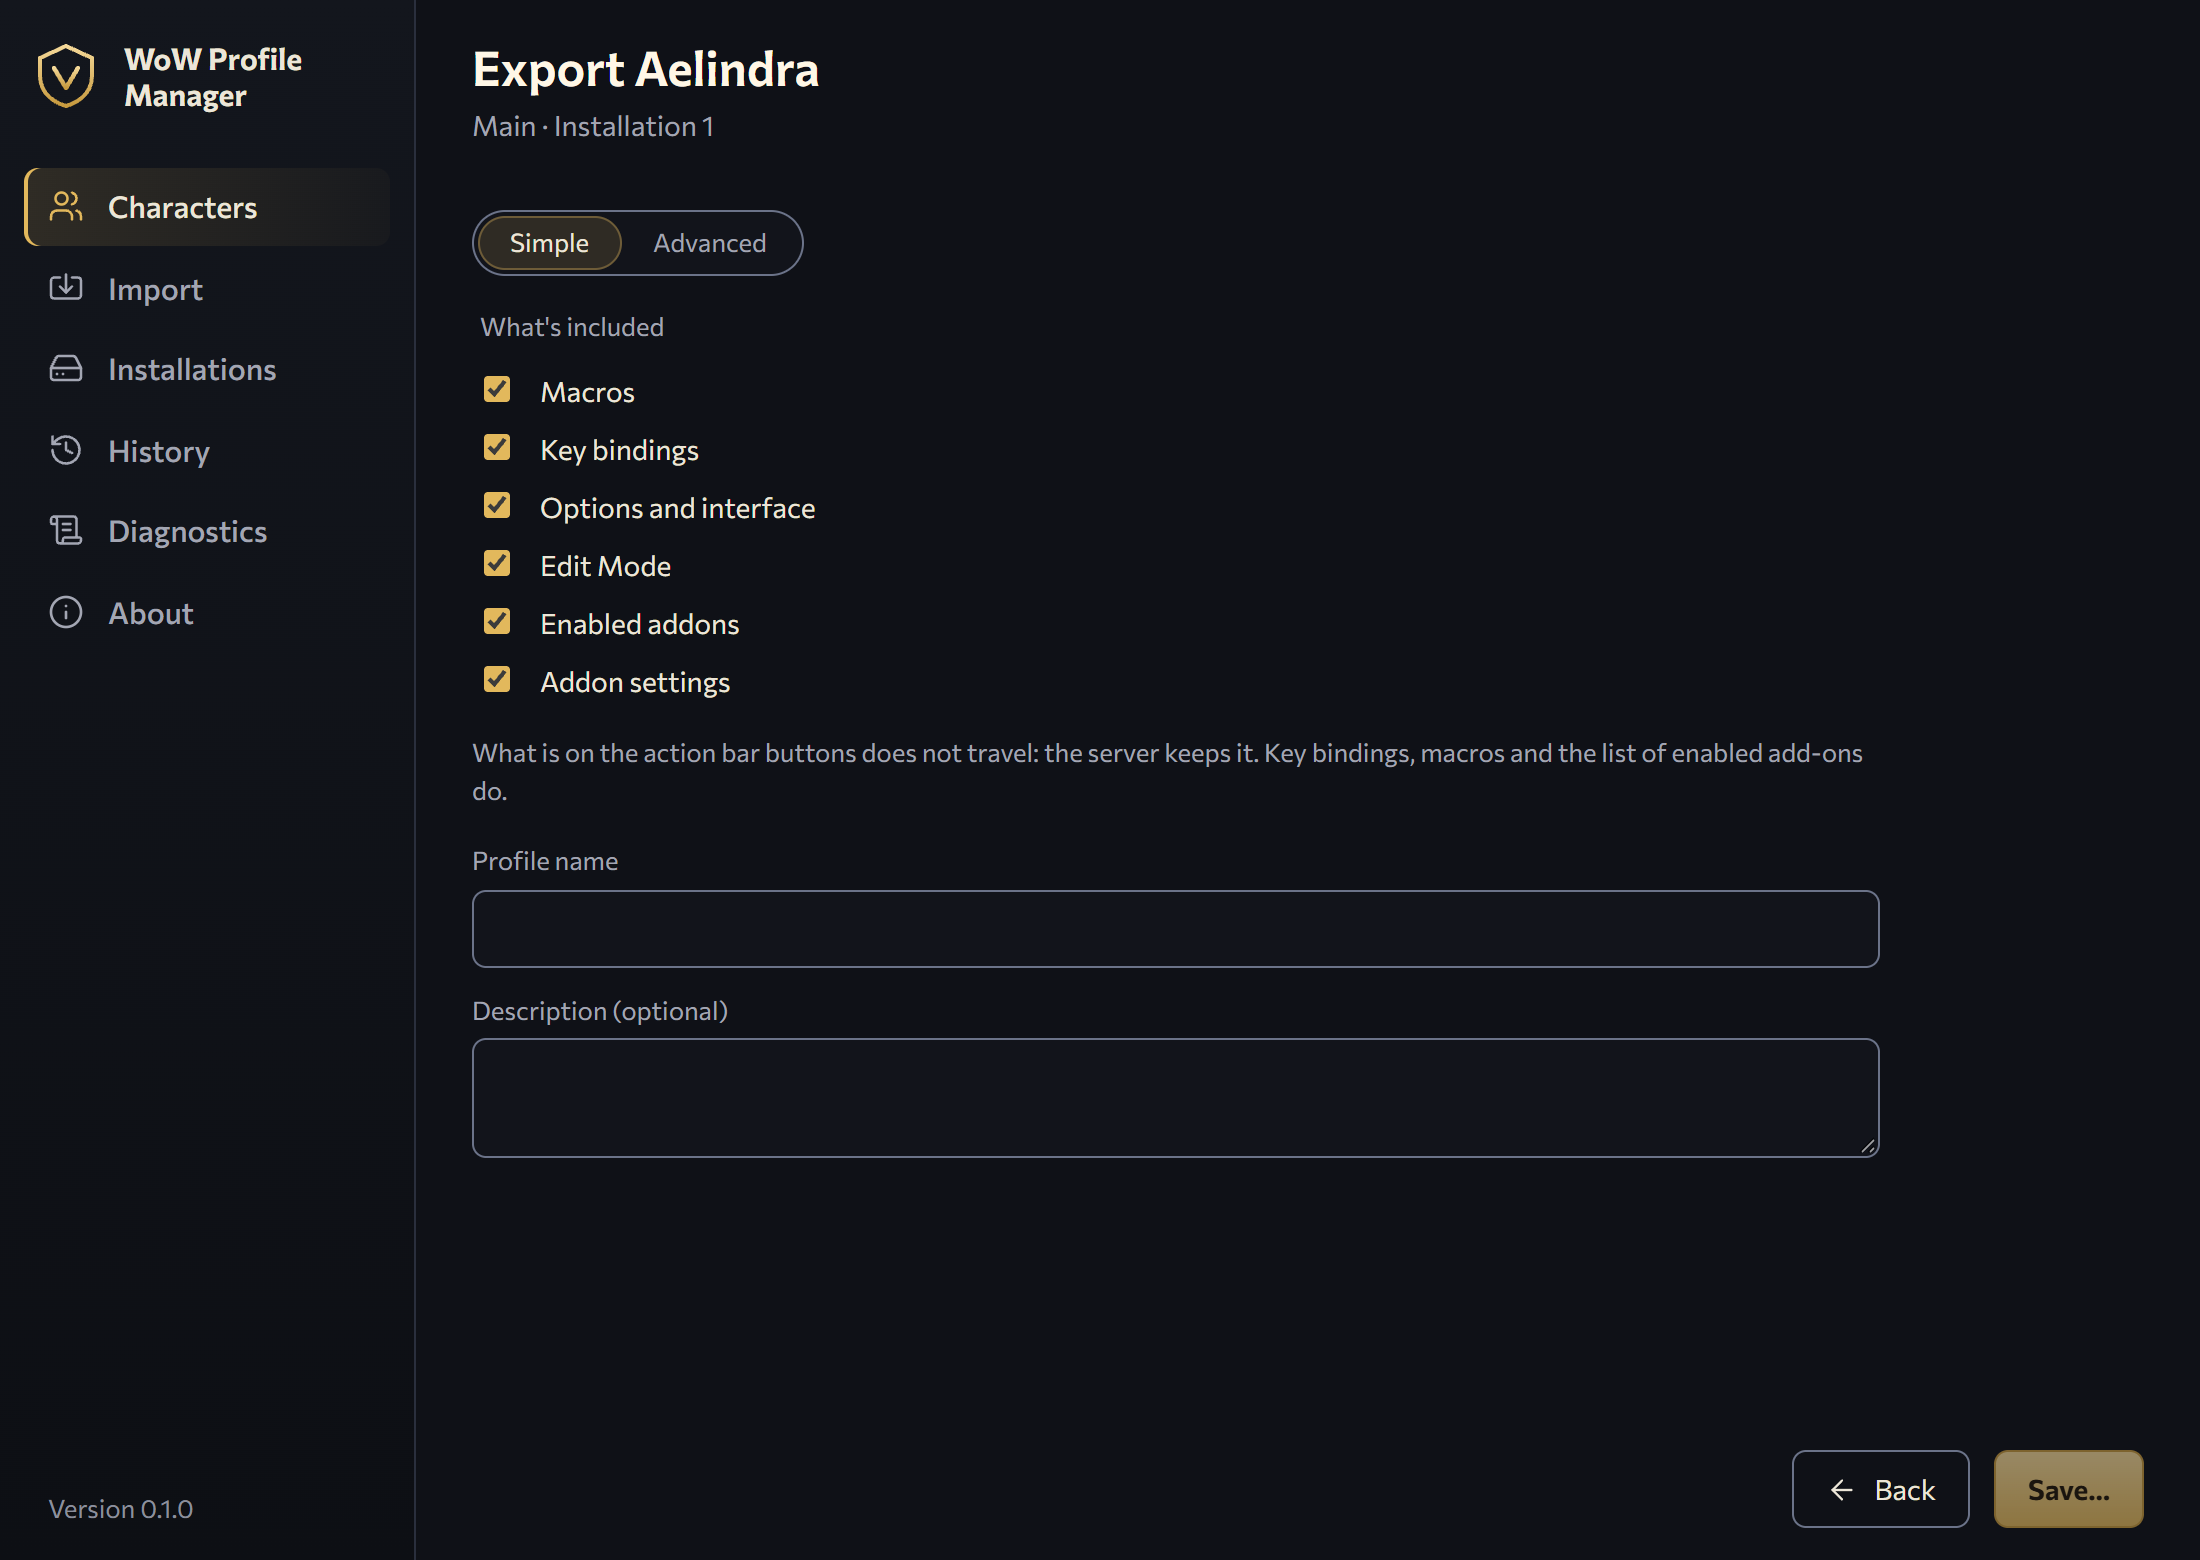 WoW Profile
Manager
Characters
Import
Installations
History
Diagnostics
About
Version 0.1.0
Export Aelindra
Main · Installation 1
Simple
Advanced
What's included
Macros
Key bindings
Options and interface
Edit Mode
Enabled addons
Addon settings
What is on the action bar buttons does not travel: the server keeps it. Key bindings, macros and the list of enabled add-ons
do.
Profile name
Description (optional)
Back
Save...